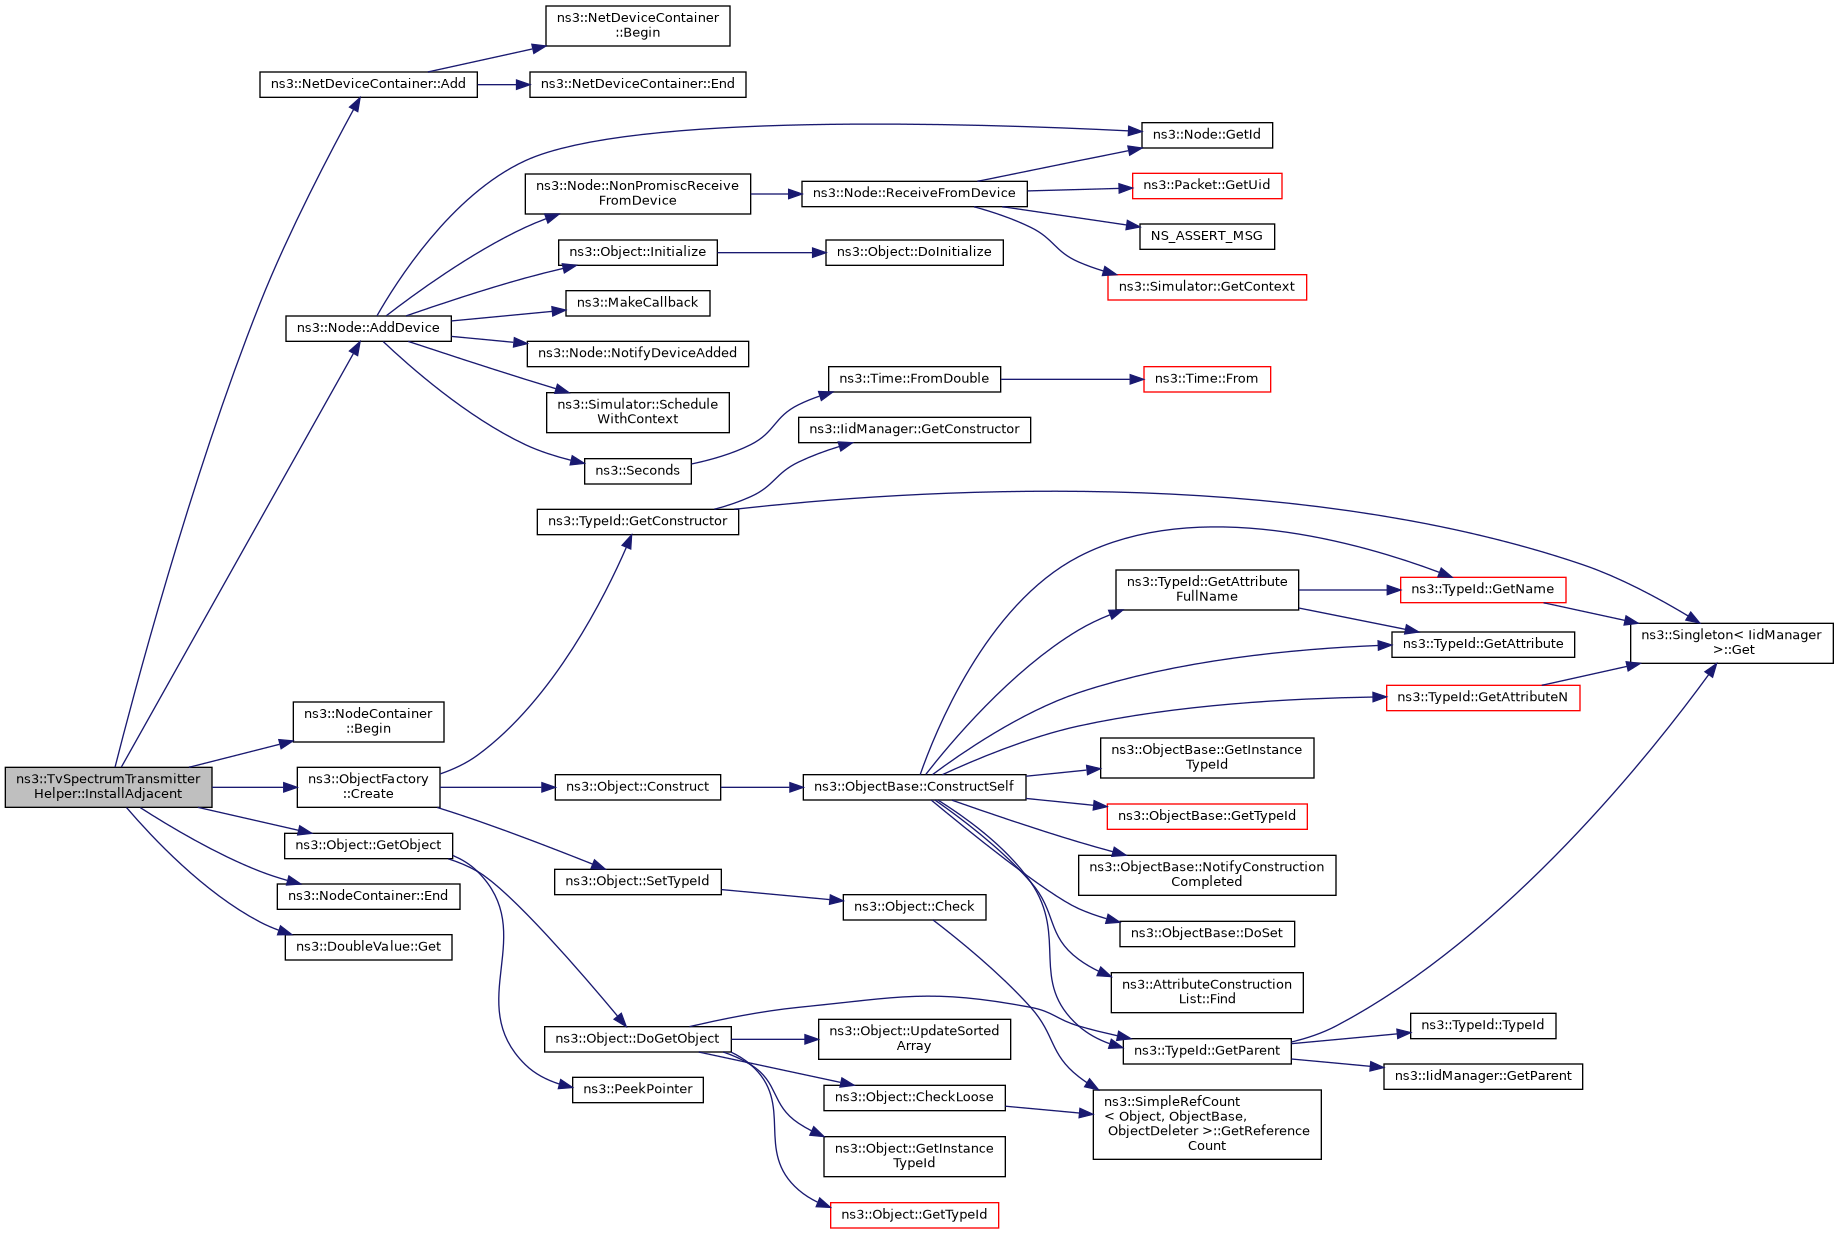 ns3::NetDeviceContainer
::Begin
ns3::NetDeviceContainer::Add
ns3::NetDeviceContainer::End
ns3::Node::GetId
ns3::Node::NonPromiscReceive
FromDevice
ns3::Node::ReceiveFromDevice
ns3::Packet::GetUid
NS_ASSERT_MSG
ns3::Object::Initialize
ns3::Object::DoInitialize
ns3::Simulator::GetContext
ns3::MakeCallback
ns3::Node::AddDevice
ns3::Node::NotifyDeviceAdded
ns3::Time::FromDouble
ns3::Time::From
ns3::Simulator::Schedule
WithContext
ns3::IidManager::GetConstructor
ns3::Seconds
ns3::TypeId::GetConstructor
ns3::TypeId::GetAttribute
FullName
ns3::TypeId::GetName
ns3::TypeId::GetAttribute
ns3::Singleton< IidManager
>::Get
ns3::TypeId::GetAttributeN
ns3::NodeContainer
::Begin
ns3::ObjectBase::GetInstance
TypeId
ns3::TvSpectrumTransmitter
Helper::InstallAdjacent
ns3::ObjectFactory
::Create
ns3::Object::Construct
ns3::ObjectBase::ConstructSelf
ns3::ObjectBase::GetTypeId
ns3::Object::GetObject
ns3::ObjectBase::NotifyConstruction
Completed
ns3::Object::SetTypeId
ns3::NodeContainer::End
ns3::Object::Check
ns3::ObjectBase::DoSet
ns3::DoubleValue::Get
ns3::AttributeConstruction
List::Find
ns3::Object::DoGetObject
ns3::Object::UpdateSorted
Array
ns3::TypeId::GetParent
ns3::TypeId::TypeId
ns3::IidManager::GetParent
ns3::PeekPointer
ns3::Object::CheckLoose
ns3::SimpleRefCount
< Object, ObjectBase,
ObjectDeleter >::GetReference
Count
ns3::Object::GetInstance
TypeId
ns3::Object::GetTypeId